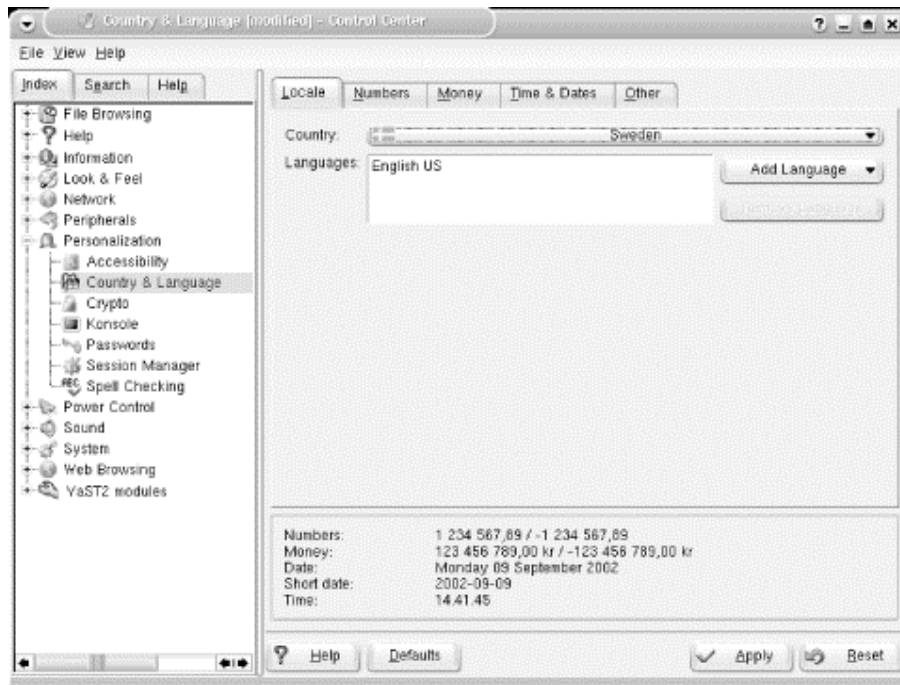 Country & Language [modified] - Control Center
File View Help
Index Search Help
File Browsing
Help
Information
Look & Feel
Network
Peripherals
Personalization
Accessibility
Country & Language
Crypto
Konsole
Passwords
Session Manager
Spell Checking
Power Control
Sound
System
Web Browsing
YaST2 modules
Locale Numbers Money Time & Dates Other
Country: Sweden
Languages: English US
Add Language
Numbers: 1 234 567,89 / -1 234 567,89
Money: 123 456 789,00 kr / -123 456 789,00 kr
Date: Monday 09 September 2002
Short date: 2002-09-09
Time: 14.41.45
Help Defaults Apply Reset